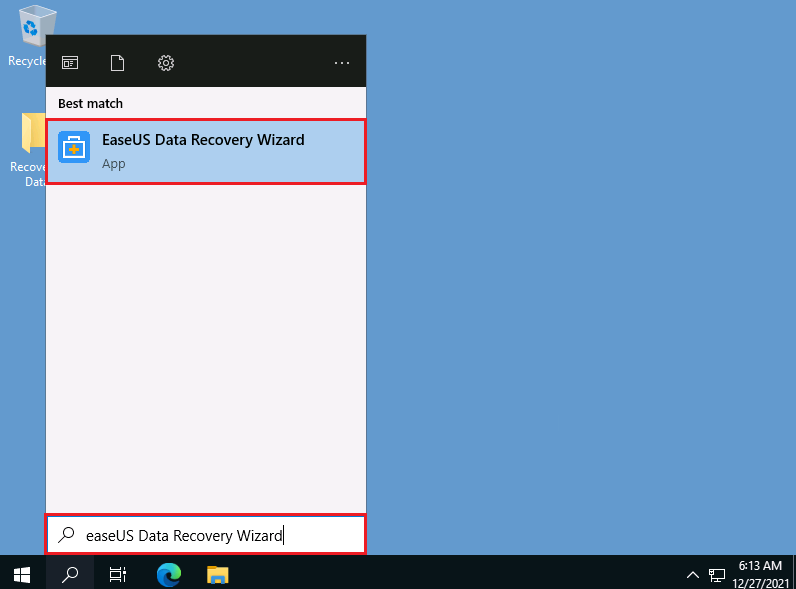 Recycle
Best match
EaseUS Data Recovery Wizard
App
Recove
Dat
easeUS Data Recovery Wizard
6:13 AM
12/27/2021